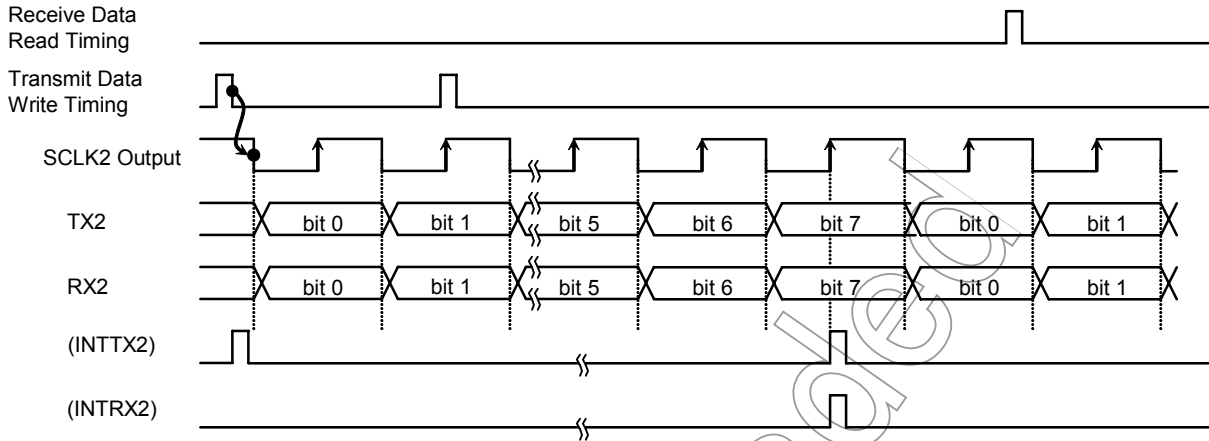 Receive Data
Read Timing
Transmit Data
Write Timing
SCLK2 Output
TX2 bit 0 bit 1 bit 5 bit 6 bit 7 bit 0 bit 1
RX2 bit 0 bit 1 bit 5 bit 6 bit 7 bit 0 bit 1
(INTTX2)
(INTRX2)